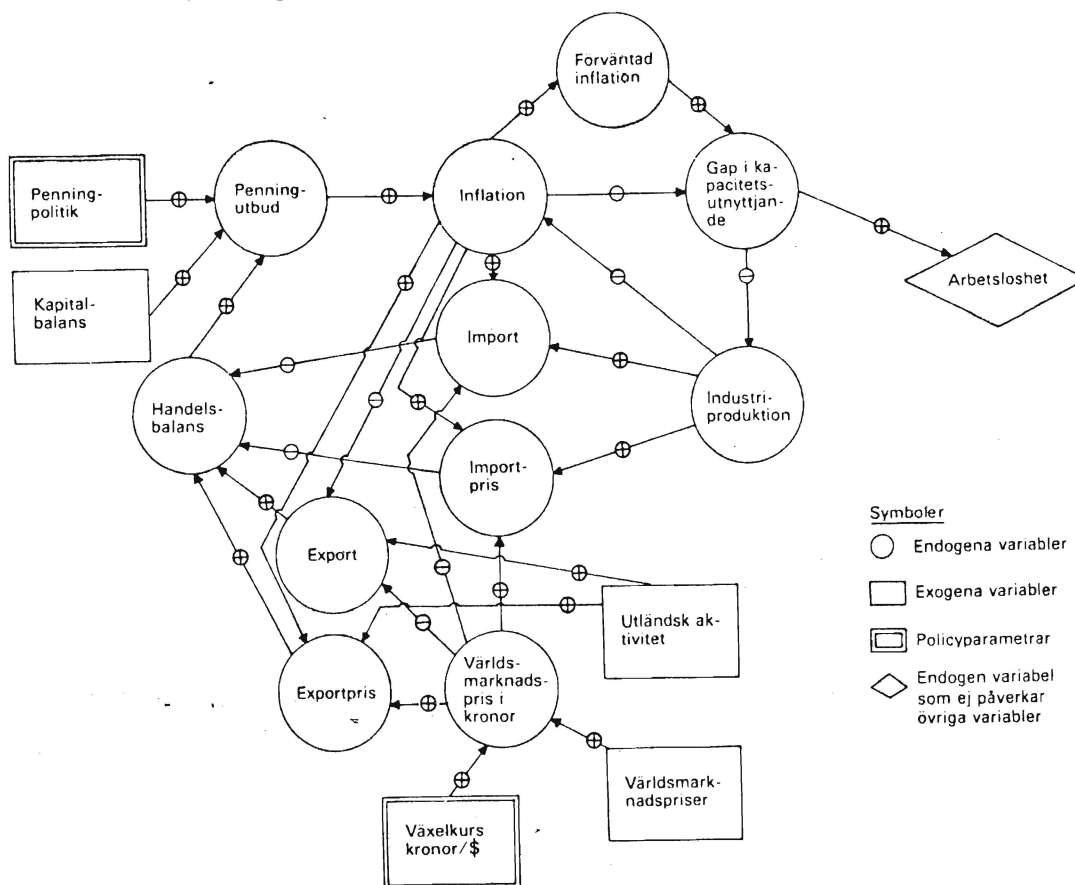 Förväntad
inflation
Penning-
politik
Penning-
utbud
Inflation
Gap i ka-
pacitets-
utnyttjan-
de
Kapital-
balans
Import
Arbetsloshet
Handels-
balans
Industri-
produktion
Import-
pris
Export
Utländsk ak-
tivitet
Exportpris
Världs-
marknads-
pris i
kronor
Världsmark-
nadspriser
Växelkurs
kronor/$
Symboler
Endogena variabler
Exogena variabler
Policyparametrar
Endogen variabel
som ej påverkar
övriga variabler